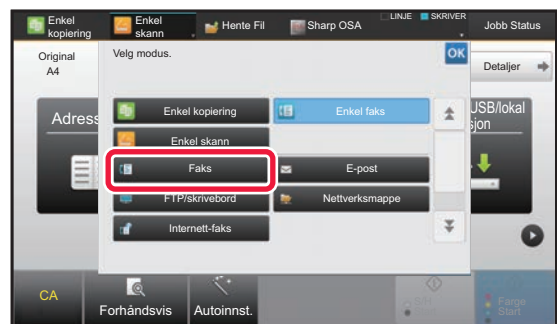 Enkel
kopiering
Enkel
skann
Hente Fil
Sharp OSA
LINJE
SKRIVER
Jobb Status
Original
A4
Velg modus.
OK
Detaljer
Adress
USB/lokal
sjon
Enkel kopiering
Enkel faks
Enkel skann
Faks
E-post
FTP/skrivebord
Nettverksmappe
Internett-faks
CA
Forhåndsvis
Autoinnst.
S/H
Start
Farge
Start